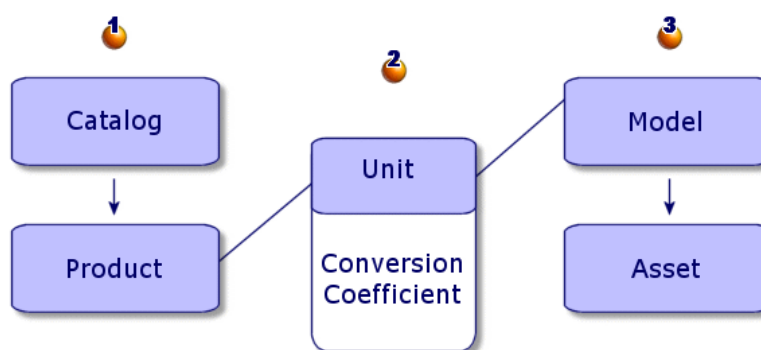 1
2
3
Catalog
Product
Unit
Conversion
Coefficient
Model
Asset